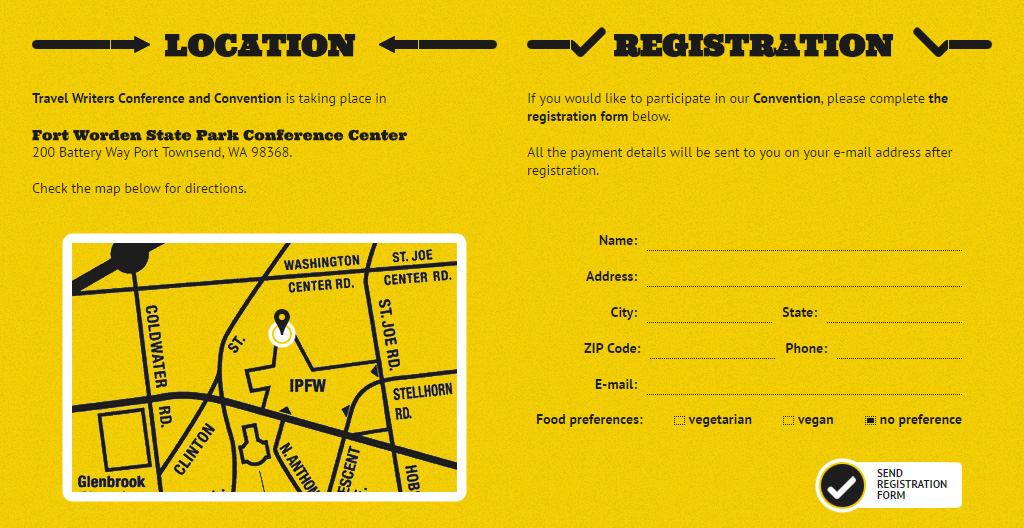 LOCATION
Travel Writers Conference and Convention is taking place in
Fort Worden State Park Conference Center
200 Battery Way Port Townsend, WA 98368.
Check the map below for directions.
WASHINGTON
CENTER RD.
ST. JOE
CENTER RD.
COLDWATER
RD.
ST.
CLINTON
ST. JOE RD.
IPFW
STELLHORN
RD.
Glenbrook
N. ANTHON
ESCENT
HOB
REGISTRATION
If you would like to participate in our Convention, please complete the
registration form below.
All the payment details will be sent to you on your e-mail address after
registration.
Name:
Address:
City: State:
ZIP Code: Phone:
E-mail:
Food preferences: vegetarian vegan no preference
SEND
REGISTRATION
FORM